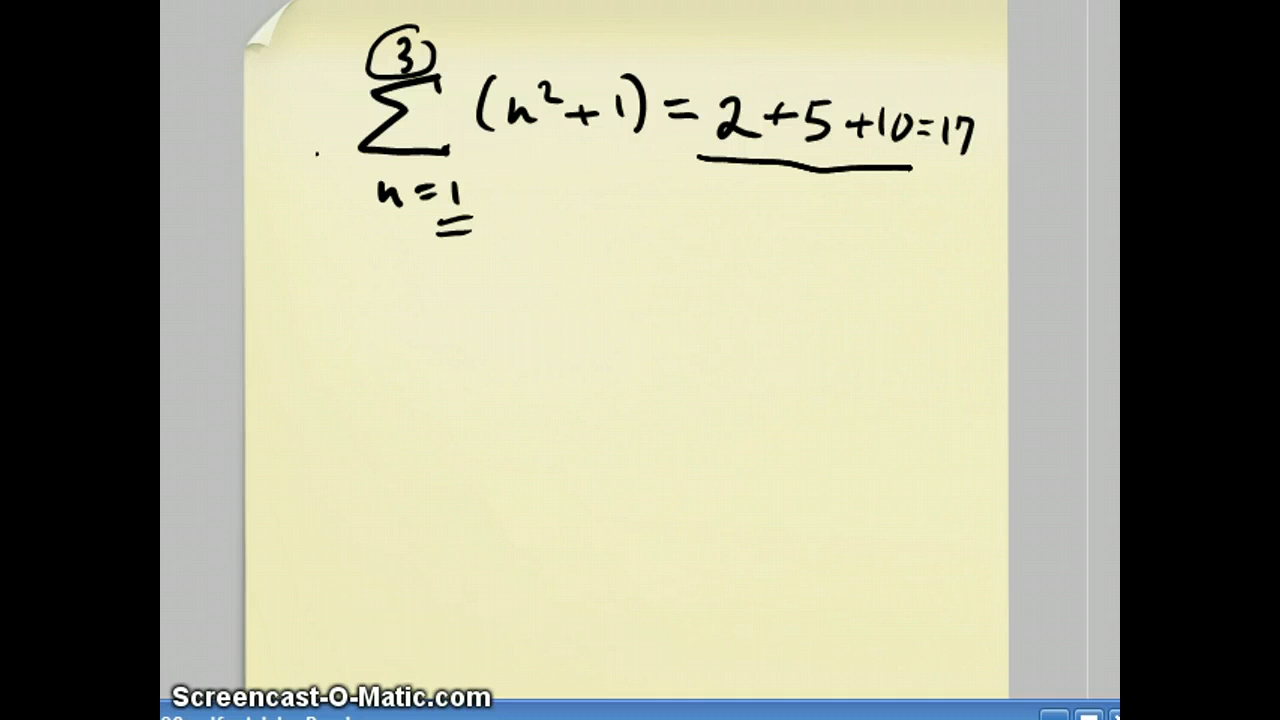 3
∑ (n²+1) = 2+5+10=17
n=1
Screencast-O-Matic.com